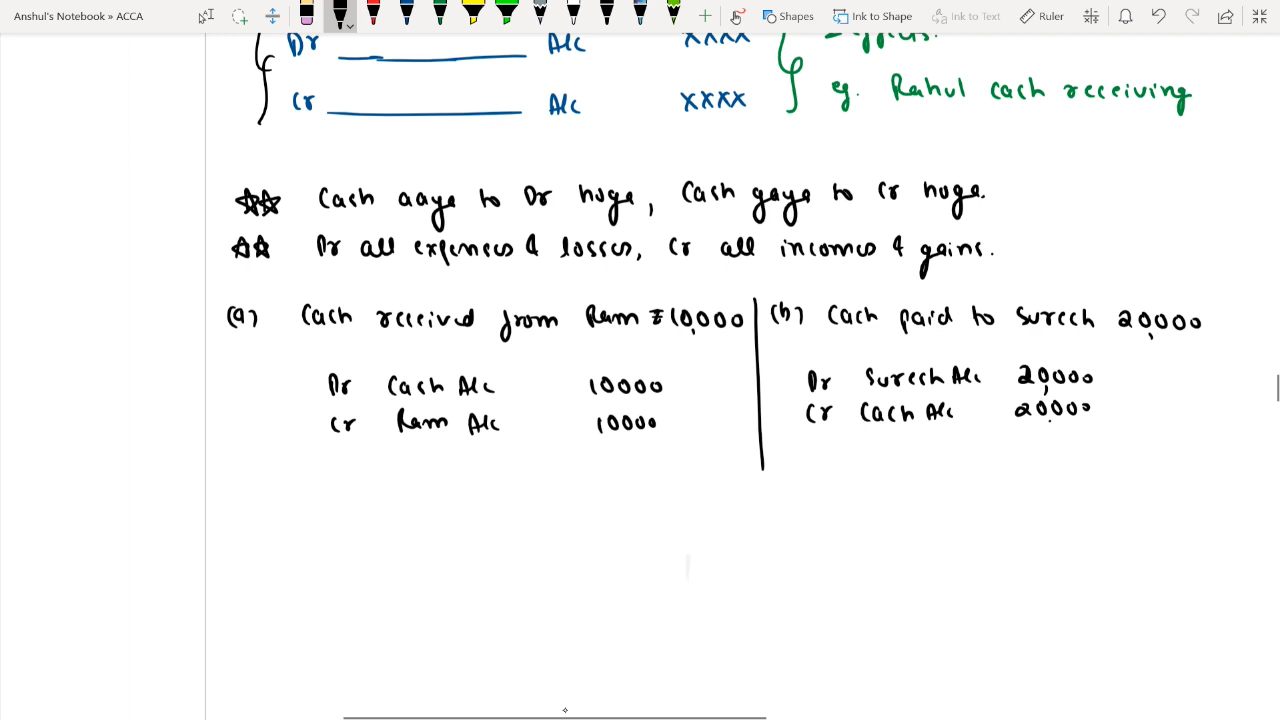 Anshul's Notebook » ACCA
Shapes
Ink to Shape
Ink to Text
Ruler
Dr ________ A/c xxxx
Cr ________ A/c xxxx
eg. Rahul cash receiving
Cash aaye to Dr hoga, Cash gaya to Cr hoga.
Dr all expenses & losses, Cr all incomes & gains.
(a) Cash received from Ram ₹10,000
Dr Cash A/c 10000
Cr Ram A/c 10000
(b) Cash paid to Suresh 20,000
Dr Suresh A/c 20,000
Cr Cash A/c 20,000